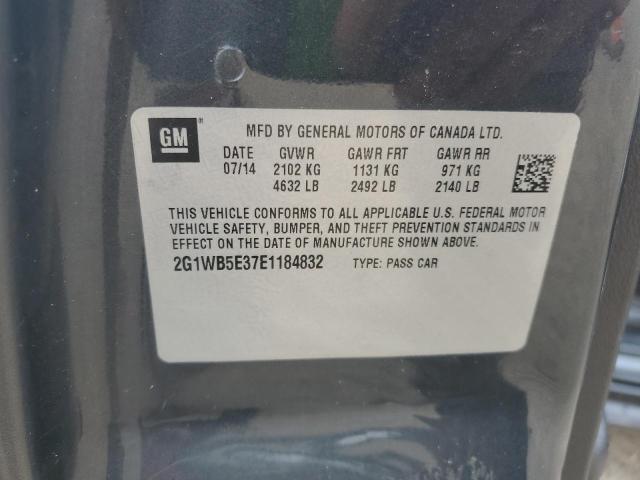 GM MFD BY GENERAL MOTORS OF CANADA LTD.
DATE GVWR GAWR FRT GAWR RR
07/14 2102 KG 1131 KG 971 KG
4632 LB 2492 LB 2140 LB
THIS VEHICLE CONFORMS TO ALL APPLICABLE U.S. FEDERAL MOTOR
VEHICLE SAFETY, BUMPER, AND THEFT PREVENTION STANDARDS IN
EFFECT ON THE DATE OF MANUFACTURE SHOWN ABOVE.
2G1WB5E37E1184832 TYPE: PASS CAR